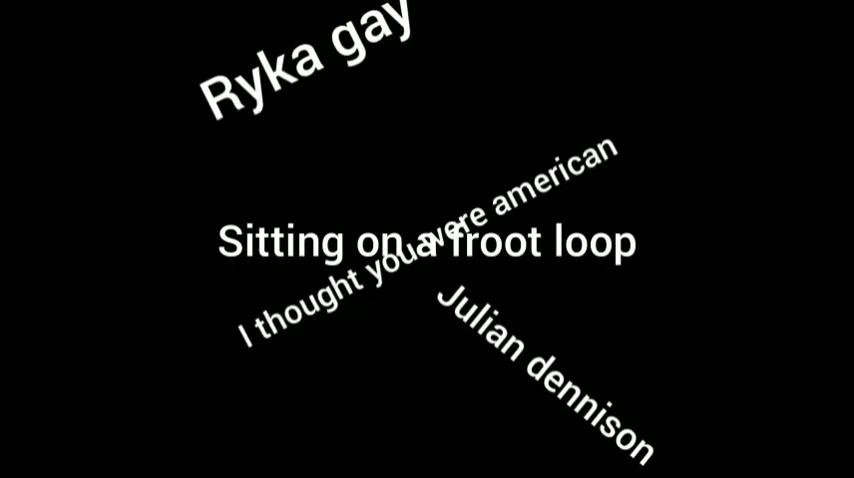 Ryka gay
I thought you were american
Sitting on a froot loop
Julian dennison